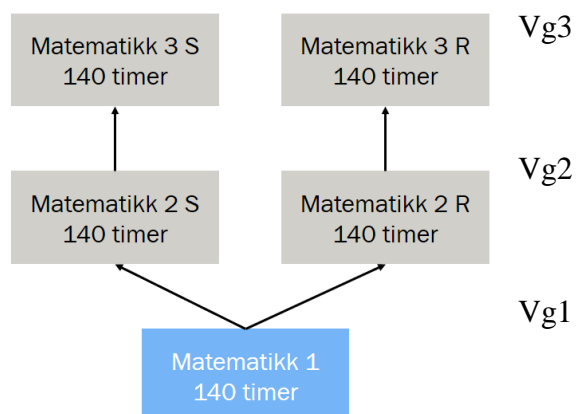 Matematikk 3 S
140 timer
Matematikk 3 R
140 timer
Vg3
Matematikk 2 S
140 timer
Matematikk 2 R
140 timer
Vg2
Matematikk 1
140 timer
Vg1